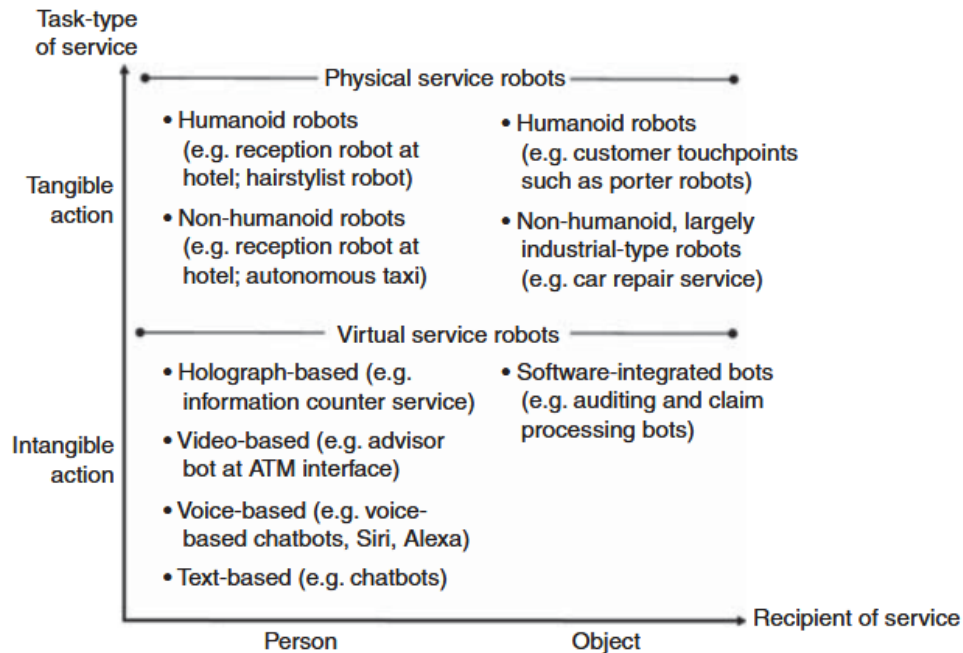 Task-type
of service
Physical service robots
• Humanoid robots
(e.g. reception robot at
hotel; hairstylist robot)
• Non-humanoid robots
(e.g. reception robot at
hotel; autonomous taxi)
• Humanoid robots
(e.g. customer touchpoints
such as porter robots)
• Non-humanoid, largely
industrial-type robots
(e.g. car repair service)
Tangible
action
Virtual service robots
• Holograph-based (e.g.
information counter service)
• Video-based (e.g. advisor
bot at ATM interface)
• Voice-based (e.g. voice-
based chatbots, Siri, Alexa)
• Text-based (e.g. chatbots)
• Software-integrated bots
(e.g. auditing and claim
processing bots)
Intangible
action
Recipient of service
Person
Object